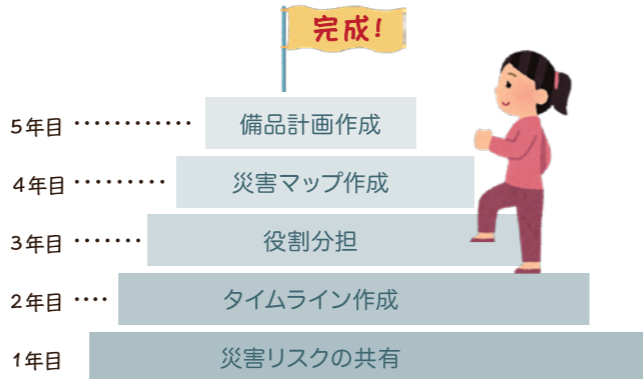 完成!
5年目 ············ 備品計画作成
4年目 ········· 災害マップ作成
3年目 ······· 役割分担
2年目 ···· タイムライン作成
1年目 災害リスクの共有